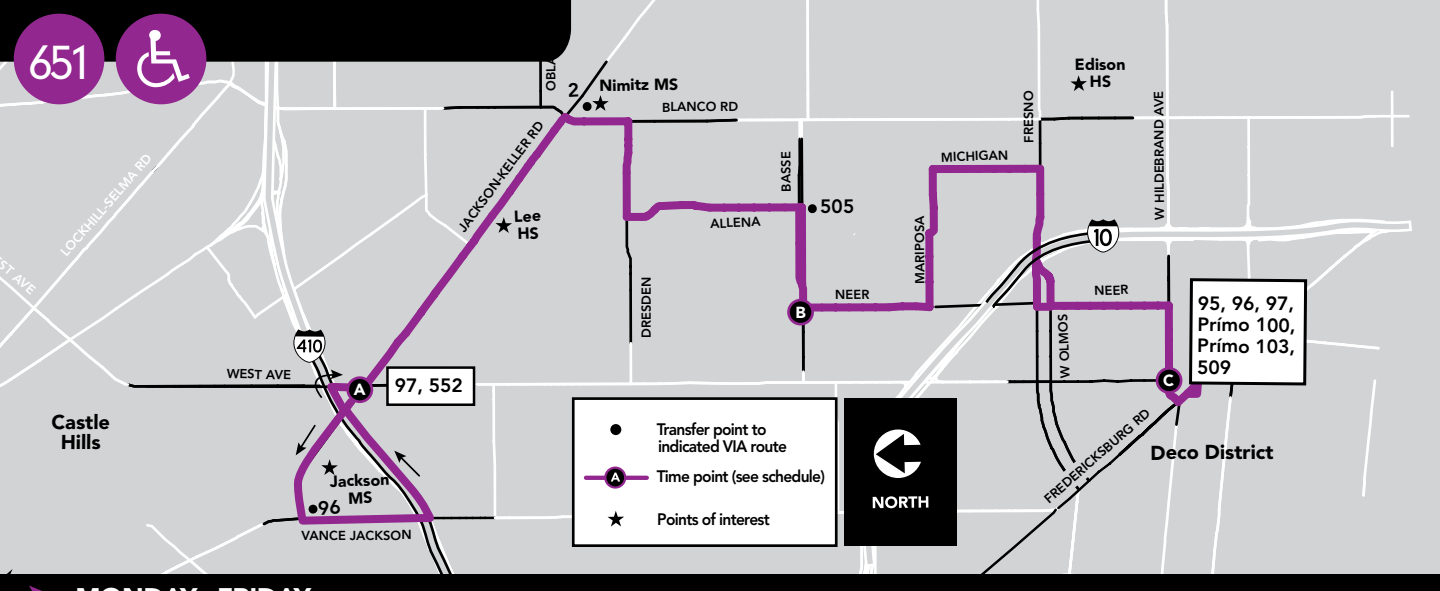 651
OBLA
2
Nimitz MS
BLANCO RD
Edison
HS
FRESNO
W HILDEBRAND AVE
LOCKHILL-SELMA RD
JACKSON-KELLER RD
Lee
HS
BASSE
505
ALLENA
MICHIGAN
MARIPOSA
10
ST AVE
DRESDEN
B
NEER
NEER
W OLMOS
95, 96, 97,
Prímo 100,
Prímo 103,
509
410
WEST AVE
A
97, 552
C
Castle
Hills
Jackson
MS
96
VANCE JACKSON
Transfer point to
indicated VIA route
A
Time point (see schedule)
Points of interest
NORTH
FREDERICKSBURG RD
Deco District
MONDAY - FRIDAY